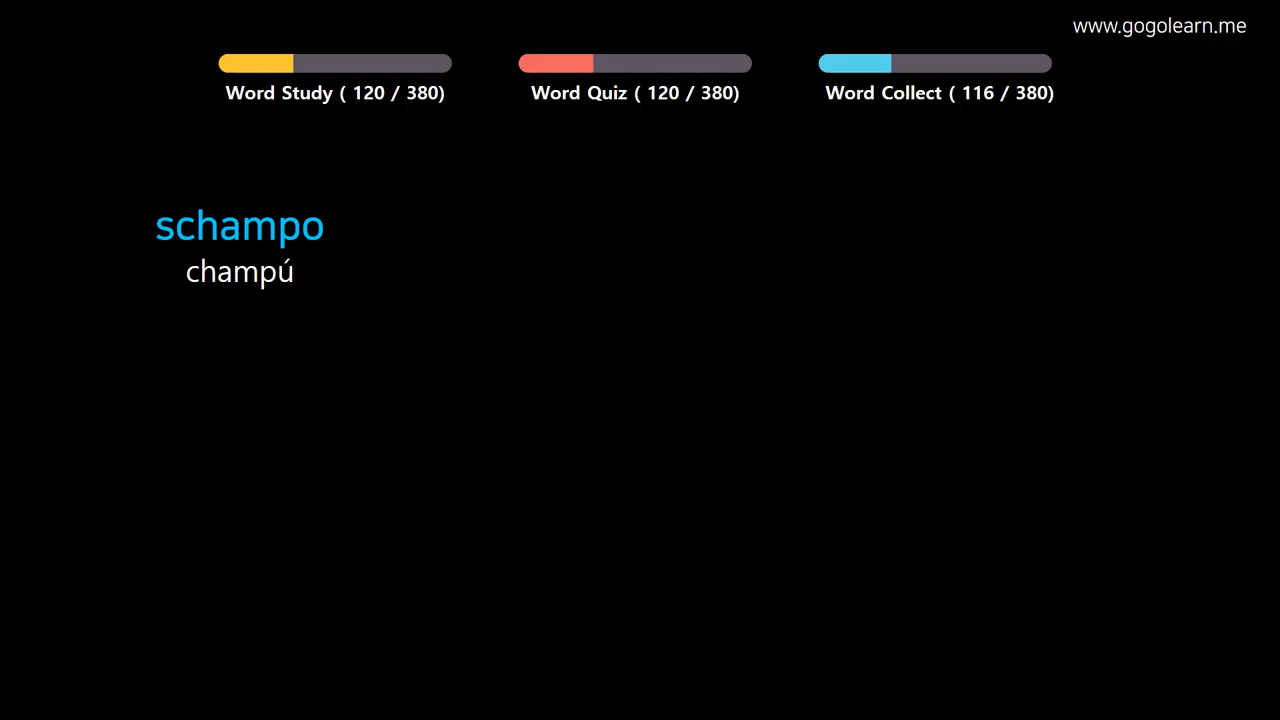 www.gogolearn.me
Word Study ( 120 / 380)
Word Quiz ( 120 / 380)
Word Collect ( 116 / 380)
schampo
champú